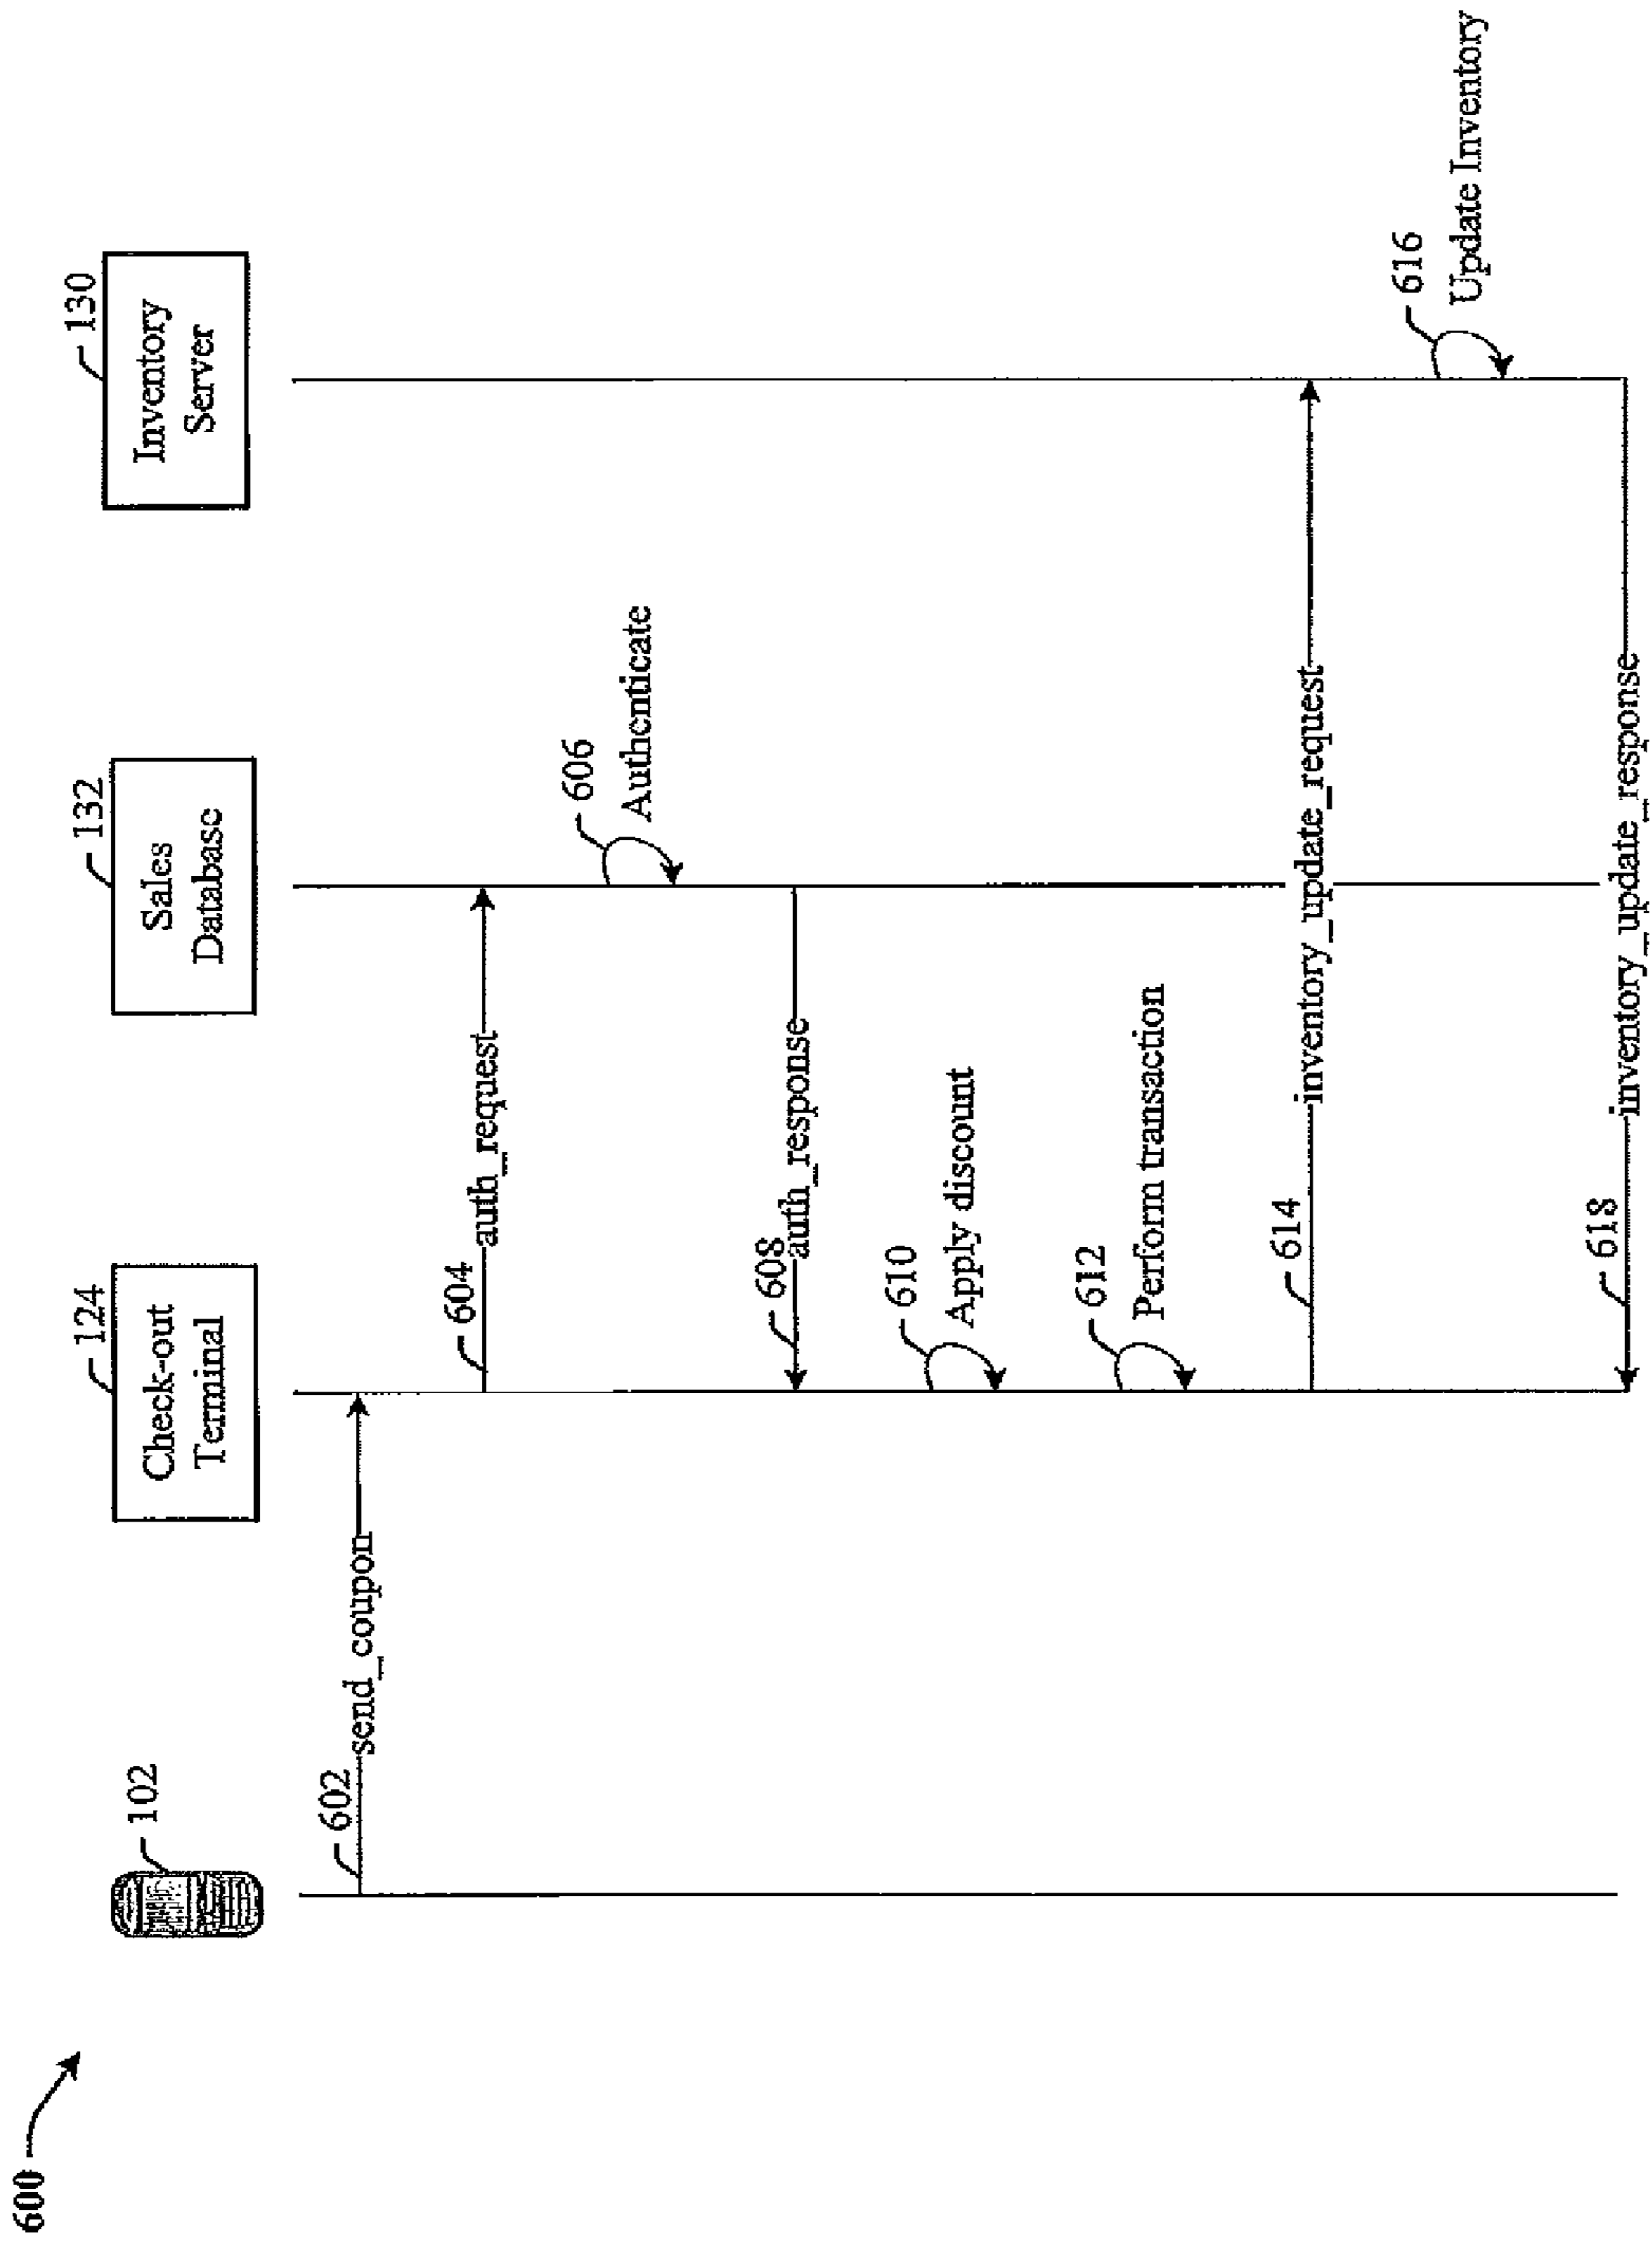 600
102
124
Check-out
Terminal
132
Sales
Database
130
Inventory
Server
602
send_coupon
604
auth_request
606
Authenticate
608
auth_response
610
Apply discount
612
Perform transaction
614
inventory_update_request
616
Update Inventory
618
inventory_update_response